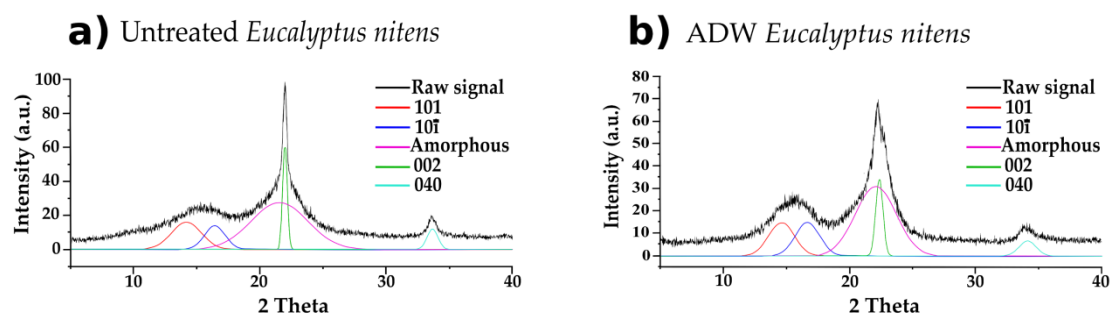 a) Untreated Eucalyptus nitens
Intensity (a.u.)
100
80
60
40
20
0
Raw signal
101
10ī
Amorphous
002
040
10
20
30
40
2 Theta
b) ADW Eucalyptus nitens
Intensity (a.u.)
80
70
60
50
40
30
20
10
0
Raw signal
101
10ī
Amorphous
002
040
10
20
30
40
2 Theta